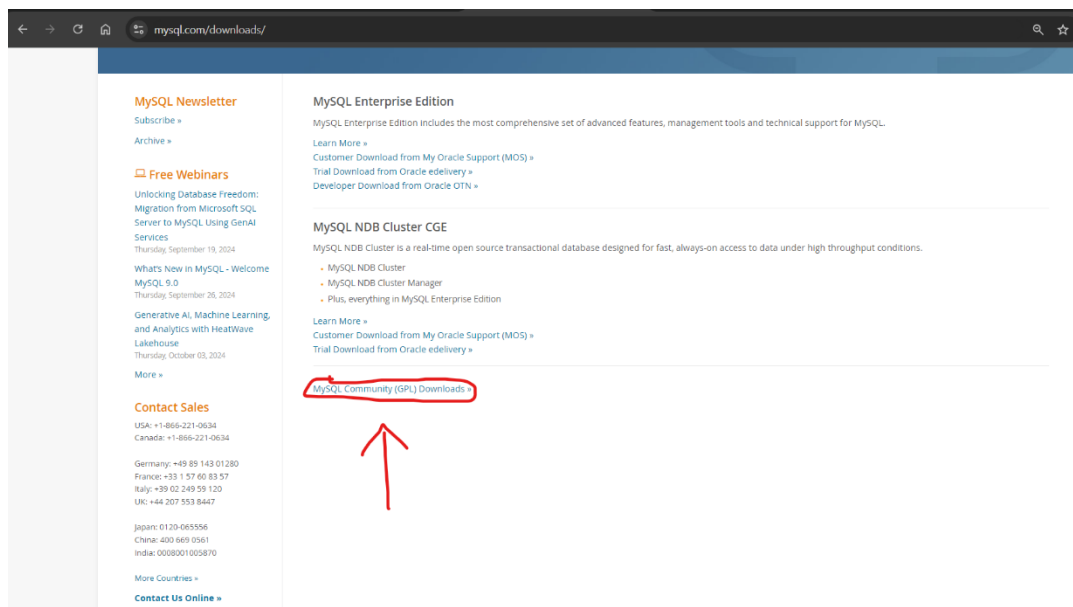 mysql.com/downloads/
MySQL Newsletter
Subscribe »
Archive »
Free Webinars
Unlocking Database Freedom:
Migration from Microsoft SQL
Server to MySQL Using GenAI
Services
Thursday, September 19, 2024
What's New in MySQL - Welcome
MySQL 9.0
Thursday, September 26, 2024
Generative AI, Machine Learning,
and Analytics with HeatWave
Lakehouse
Thursday, October 03, 2024
More »
Contact Sales
USA: +1-866-221-0634
Canada: +1-866-221-0634
Germany: +49 89 143 01280
France: +33 1 57 60 83 57
Italy: +39 02 249 59 120
UK: +44 207 553 8447
Japan: 0120-065556
China: 400 669 0561
India: 0008001005870
More Countries »
Contact Us Online »
MySQL Enterprise Edition
MySQL Enterprise Edition includes the most comprehensive set of advanced features, management tools and technical support for MySQL.
Learn More »
Customer Download from My Oracle Support (MOS) »
Trial Download from Oracle edelivery »
Developer Download from Oracle OTN »
MySQL NDB Cluster CGE
MySQL NDB Cluster is a real-time open source transactional database designed for fast, always-on access to data under high throughput conditions.
• MySQL NDB Cluster
• MySQL NDB Cluster Manager
• Plus, everything in MySQL Enterprise Edition
Learn More »
Customer Download from My Oracle Support (MOS) »
Trial Download from Oracle edelivery »
MySQL Community (GPL) Downloads »